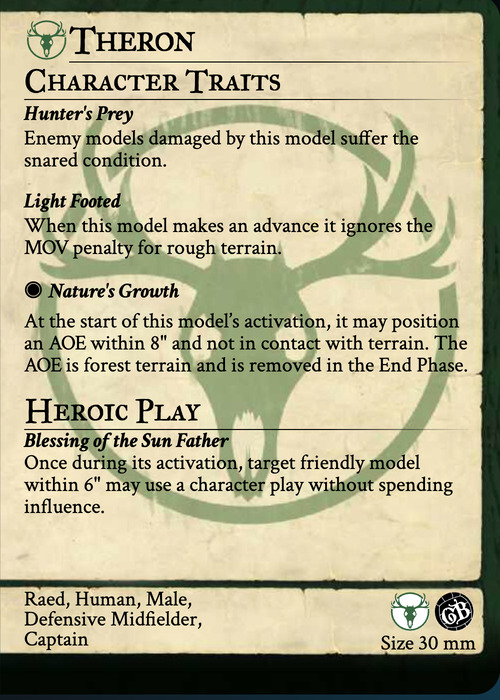 Theron
Character Traits
Hunter's Prey
Enemy models damaged by this model suffer the
snared condition.
Light Footed
When this model makes an advance it ignores the
MOV penalty for rough terrain.
Nature's Growth
At the start of this model's activation, it may position
an AOE within 8" and not in contact with terrain. The
AOE is forest terrain and is removed in the End Phase.
Heroic Play
Blessing of the Sun Father
Once during its activation, target friendly model
within 6" may use a character play without spending
influence.
Raed, Human, Male,
Defensive Midfielder,
Captain
GB
Size 30 mm